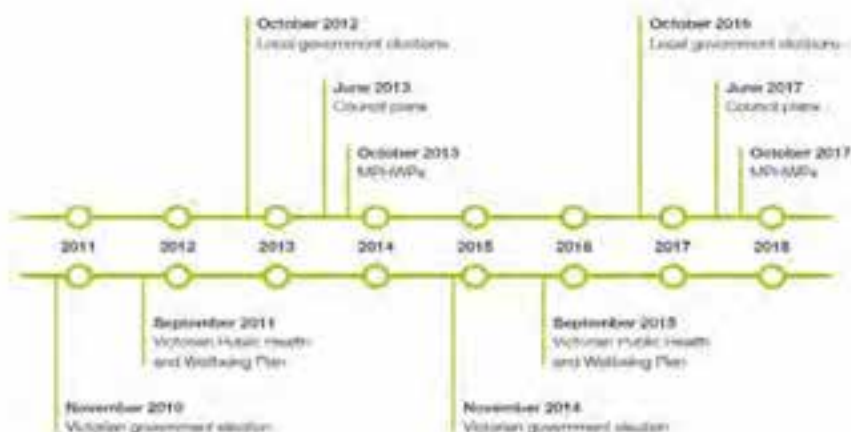 October 2012
Local government elections
October 2016
Local government elections
June 2013
Council plans
June 2017
Council plans
October 2013
MPHWPs
October 2017
MPHWPs
2011 2012 2013 2014 2015 2016 2017 2018
September 2011
Victorian Public Health
and Wellbeing Plan
September 2015
Victorian Public Health
and Wellbeing Plan
November 2010
Victorian government election
November 2014
Victorian government election